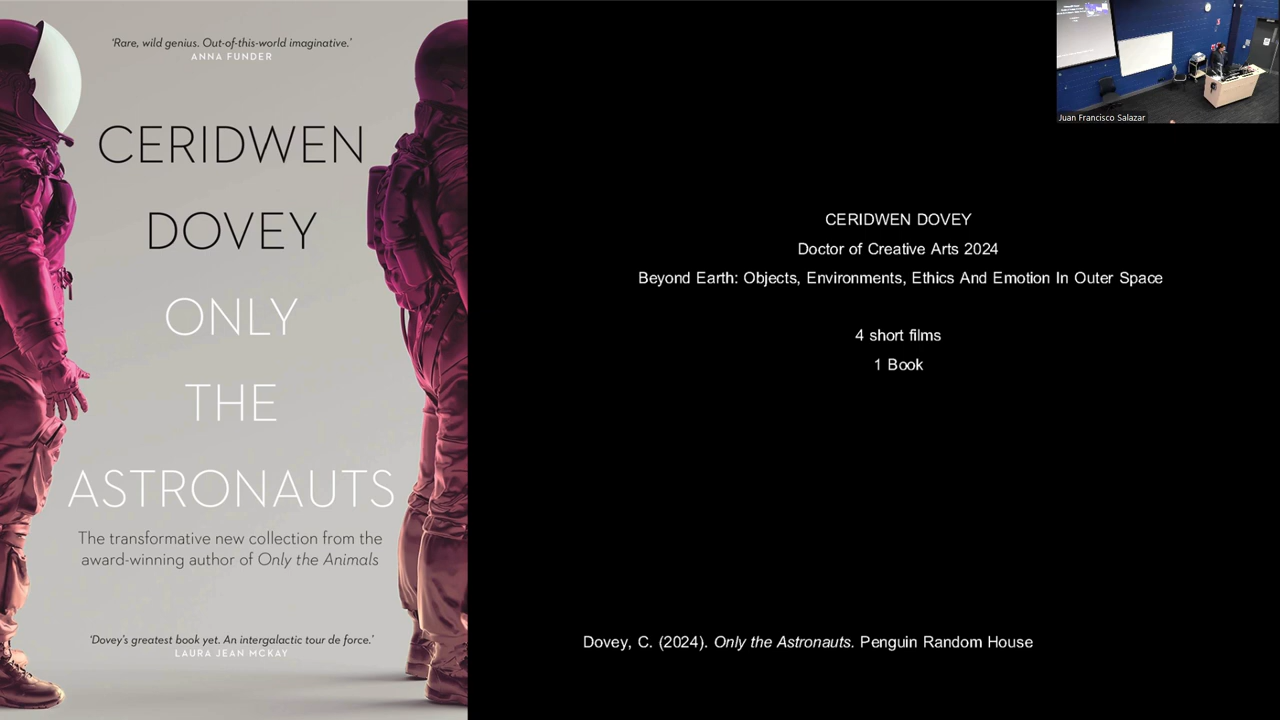 ‘Rare, wild genius. Out-of-this-world imaginative.’
ANNA FUNDER
CERIDWEN
DOVEY
ONLY
THE
ASTRONAUTS
The transformative new collection from the
award-winning author of Only the Animals
‘Dovey’s greatest book yet. An intergalactic tour de force.’
LAURA JEAN MCKAY
CERIDWEN DOVEY
Doctor of Creative Arts 2024
Beyond Earth: Objects, Environments, Ethics And Emotion In Outer Space
4 short films
1 Book
Dovey, C. (2024). Only the Astronauts. Penguin Random House
Juan Francisco Salazar